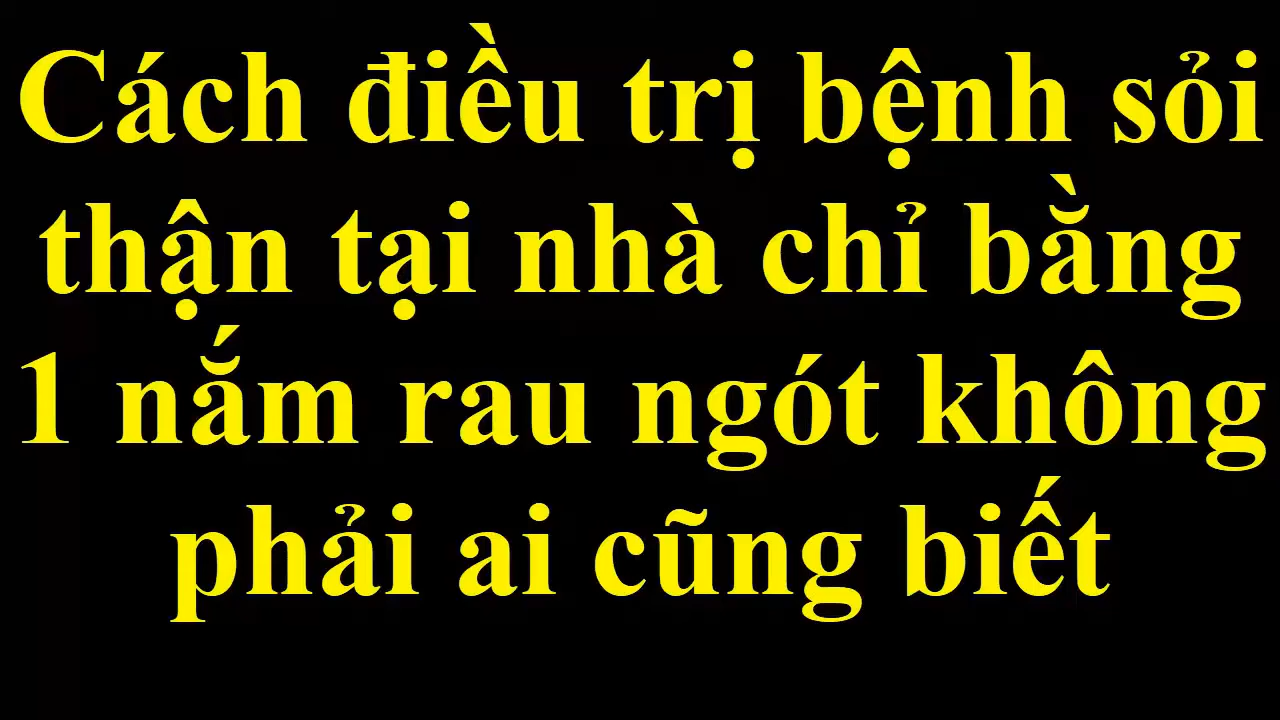 Cách điều trị bệnh sỏi
thận tại nhà chỉ bằng
1 nắm rau ngót không
phải ai cũng biết